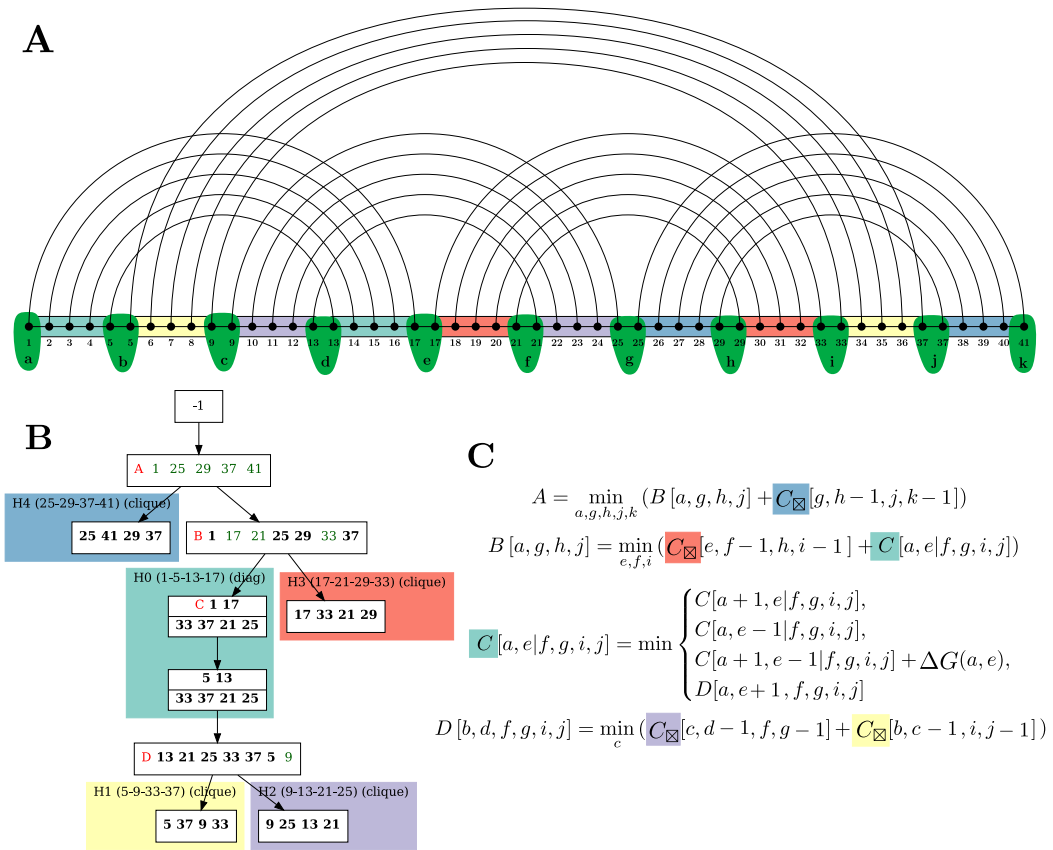 A
1 2 3 4 5 5 6 7 8 9 9 10 11 12 13 13 14 15 16 17 17 18 19 20 21 21 22 23 24 25 25 26 27 28 29 29 30 31 32 33 33 34 35 36 37 37 38 39 40 41
a b c d e f g h i j k
B
-1
A 1 25 29 37 41
H4 (25-29-37-41) (clique)
25 41 29 37
B 1 17 21 25 29 33 37
H0 (1-5-13-17) (diag)
C 1 17
33 37 21 25
5 13
33 37 21 25
H3 (17-21-29-33) (clique)
17 33 21 29
D 13 21 25 33 37 5 9
H1 (5-9-33-37) (clique)
5 37 9 33
H2 (9-13-21-25) (clique)
9 25 13 21
C
A = min_{a,g,h,j,k} (B[a,g,h,j] + C_⊠[g,h−1,j,k−1])
B[a,g,h,j] = min_{e,f,i} (C_⊠[e,f−1,h,i−1] + C[a,e|f,g,i,j])
C[a,e|f,g,i,j] = min {
C[a+1,e|f,g,i,j],
C[a,e−1|f,g,i,j],
C[a+1,e−1|f,g,i,j] + ΔG(a,e),
D[a,e+1,f,g,i,j]
D[b,d,f,g,i,j] = min_c (C_⊠[c,d−1,f,g−1] + C_⊠[b,c−1,i,j−1])